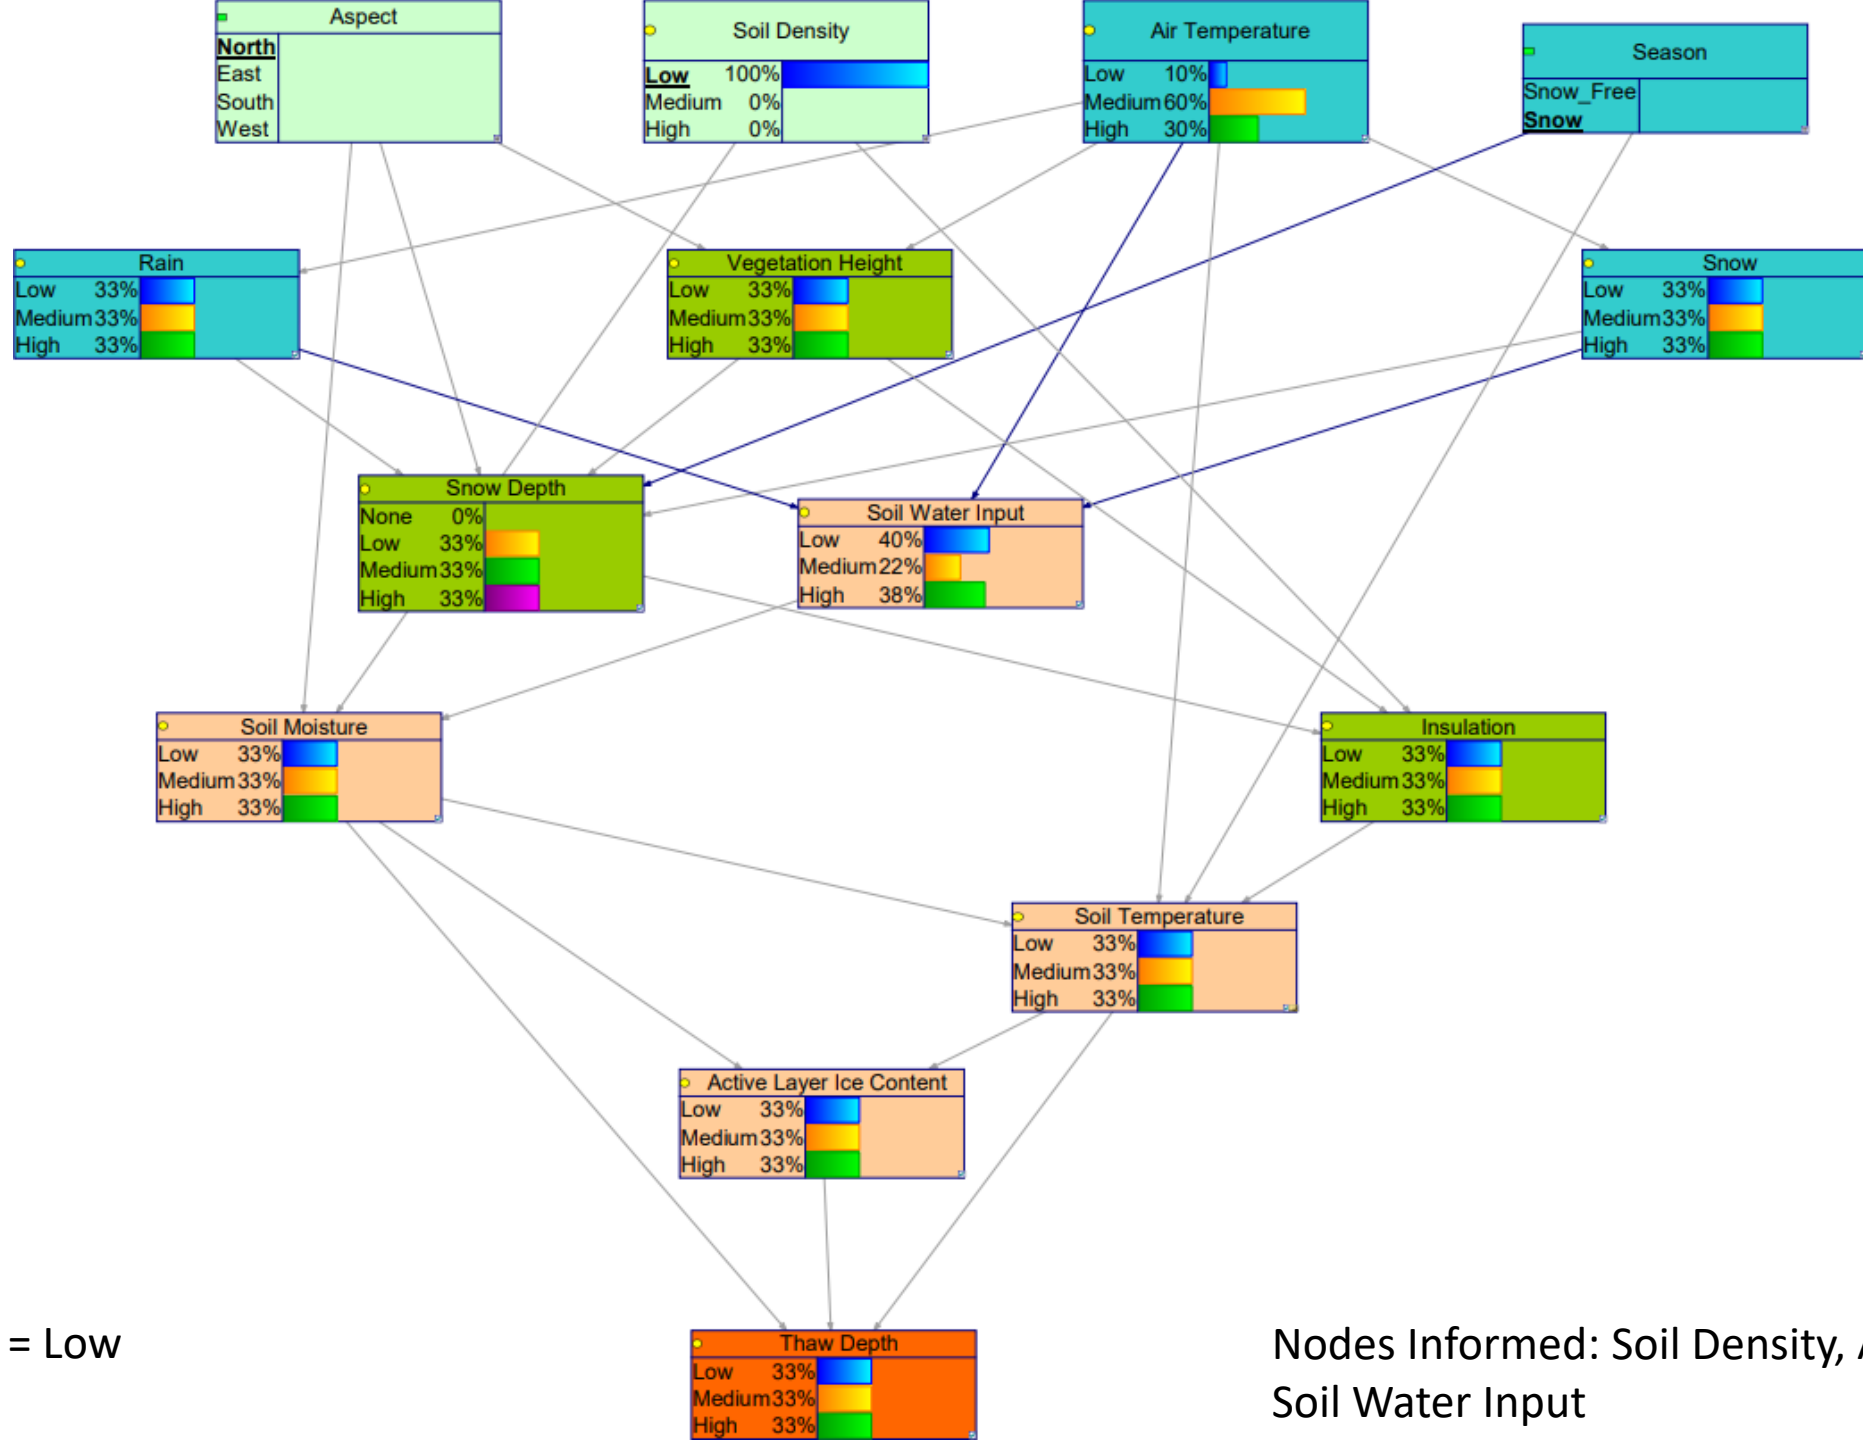 Aspect
North
East
South
West
Soil Density
Low 100%
Medium 0%
High 0%
Air Temperature
Low 10%
Medium 60%
High 30%
Season
Snow_Free
Snow
Rain
Low 33%
Medium 33%
High 33%
Vegetation Height
Low 33%
Medium 33%
High 33%
Snow
Low 33%
Medium 33%
High 33%
Snow Depth
None 0%
Low 33%
Medium 33%
High 33%
Soil Water Input
Low 40%
Medium 22%
High 38%
Soil Moisture
Low 33%
Medium 33%
High 33%
Insulation
Low 33%
Medium 33%
High 33%
Soil Temperature
Low 33%
Medium 33%
High 33%
Active Layer Ice Content
Low 33%
Medium 33%
High 33%
Thaw Depth
Low 33%
Medium 33%
High 33%
= Low
Nodes Informed: Soil Density,
Soil Water Input